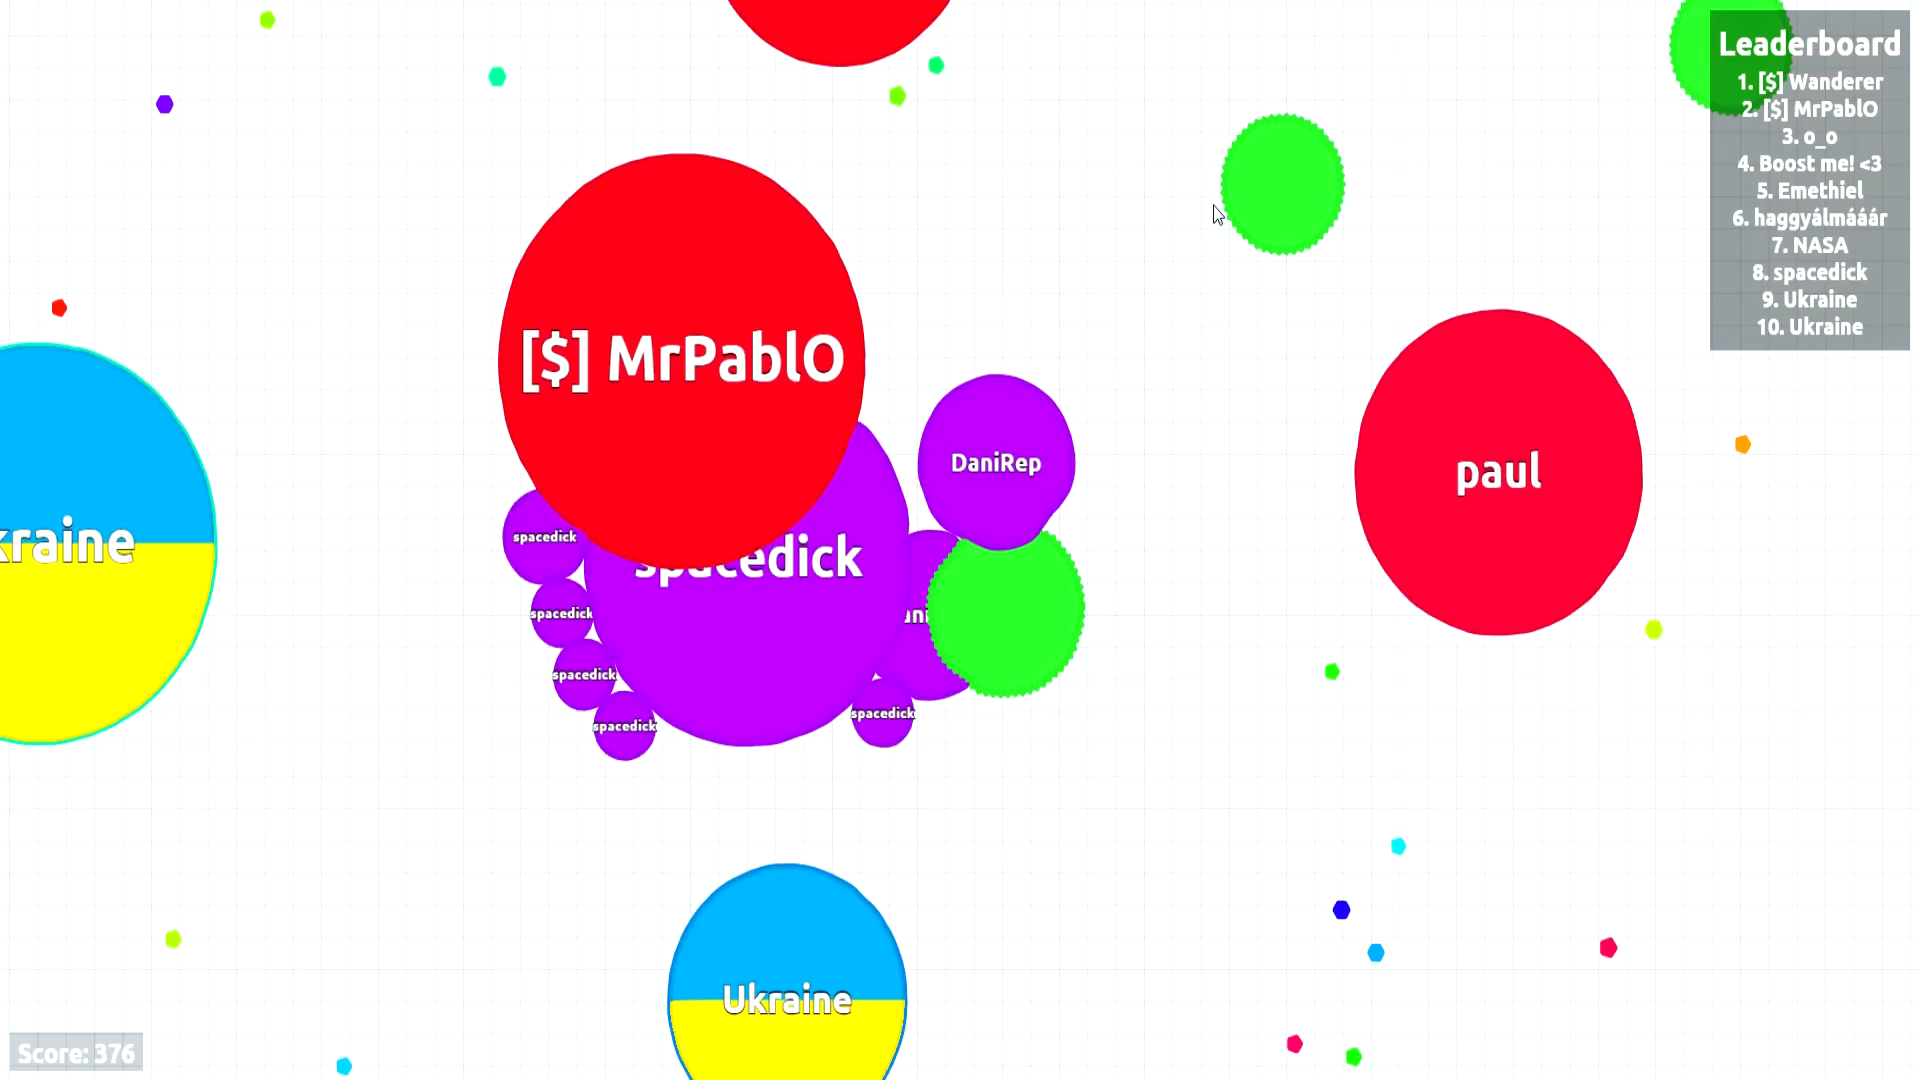 Leaderboard
1. [$] Wanderer
2. [$] MrPablO
3. o_o
4. Boost me! <3
5. Emethiel
6. haggyálmááár
7. NASA
8. spacedick
9. Ukraine
10. Ukraine
[$] MrPablO
DaniRep
paul
kraine
spacedick
spacedick
spacedick
spacedick
spacedick
spacedick
Ukraine
Score: 376